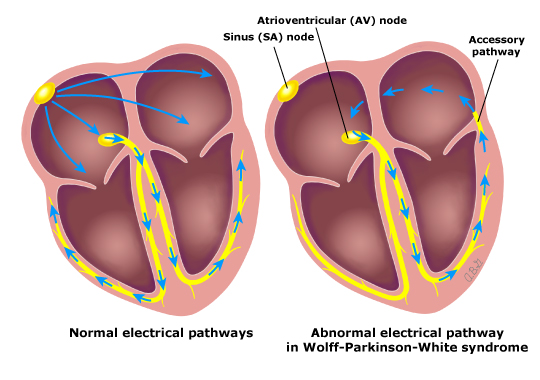 Atrioventricular (AV) node
Sinus (SA) node
Accessory
pathway
Normal electrical pathways
Abnormal electrical pathway
in Wolff-Parkinson-White syndrome